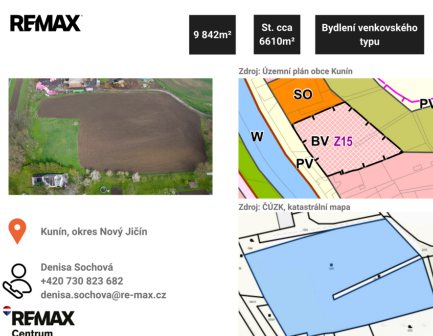 RE/MAX
9 842m²
St. cca
6610m²
Bydlení venkovského
typu
Zdroj: Územní plán obce Kunín
SO
PV
W
BV Z15
PV
Zdroj: ČÚZK, katastrální mapa
Kunín, okres Nový Jičín
Denisa Sochová
+420 730 823 682
denisa.sochova@re-max.cz
RE/MAX
Centrum